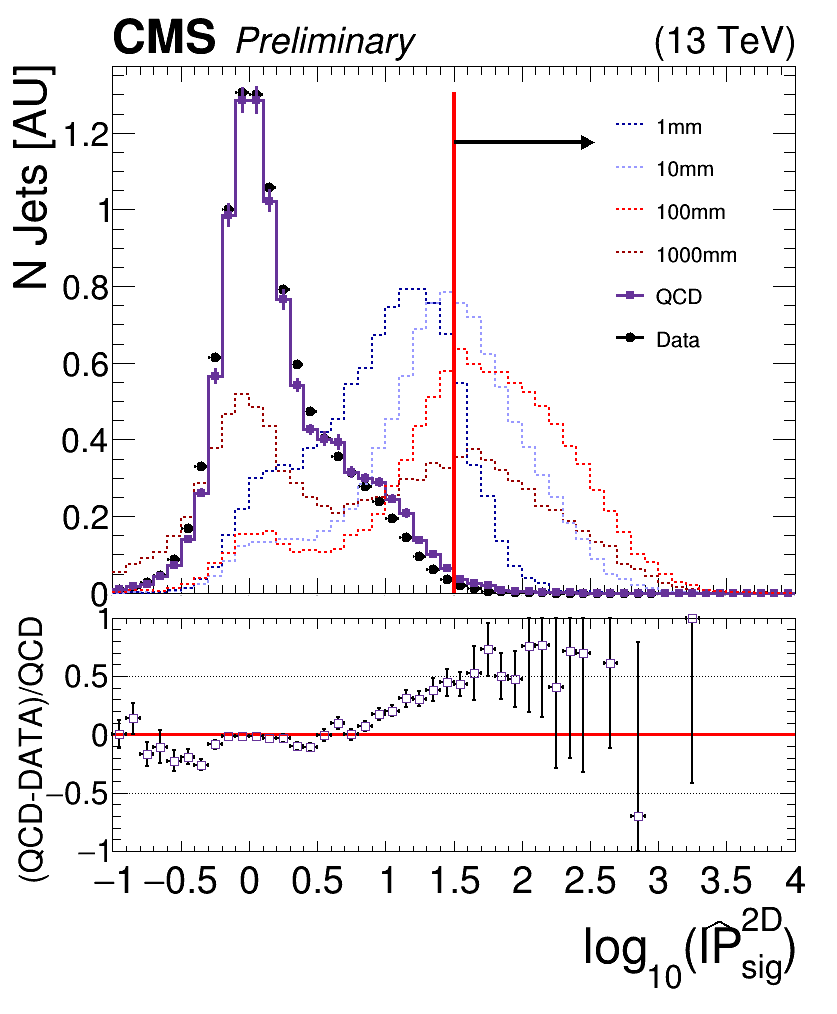 CMS Preliminary (13 TeV)
N Jets [AU]
1.2
1
0.8
0.6
0.4
0.2
0
1mm
10mm
100mm
1000mm
QCD
Data
(QCD-DATA)/QCD
1
0.5
0
−0.5
−1
−1 −0.5 0 0.5 1 1.5 2 2.5 3 3.5 4
log10(ÎP2Dsig)